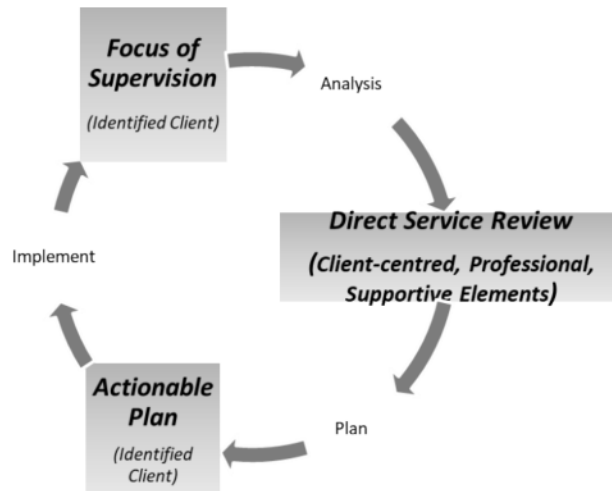 Focus of
Supervision
(Identified Client)
Analysis
Direct Service Review
(Client-centred, Professional,
Supportive Elements)
Plan
Actionable
Plan
(Identified
Client)
Implement